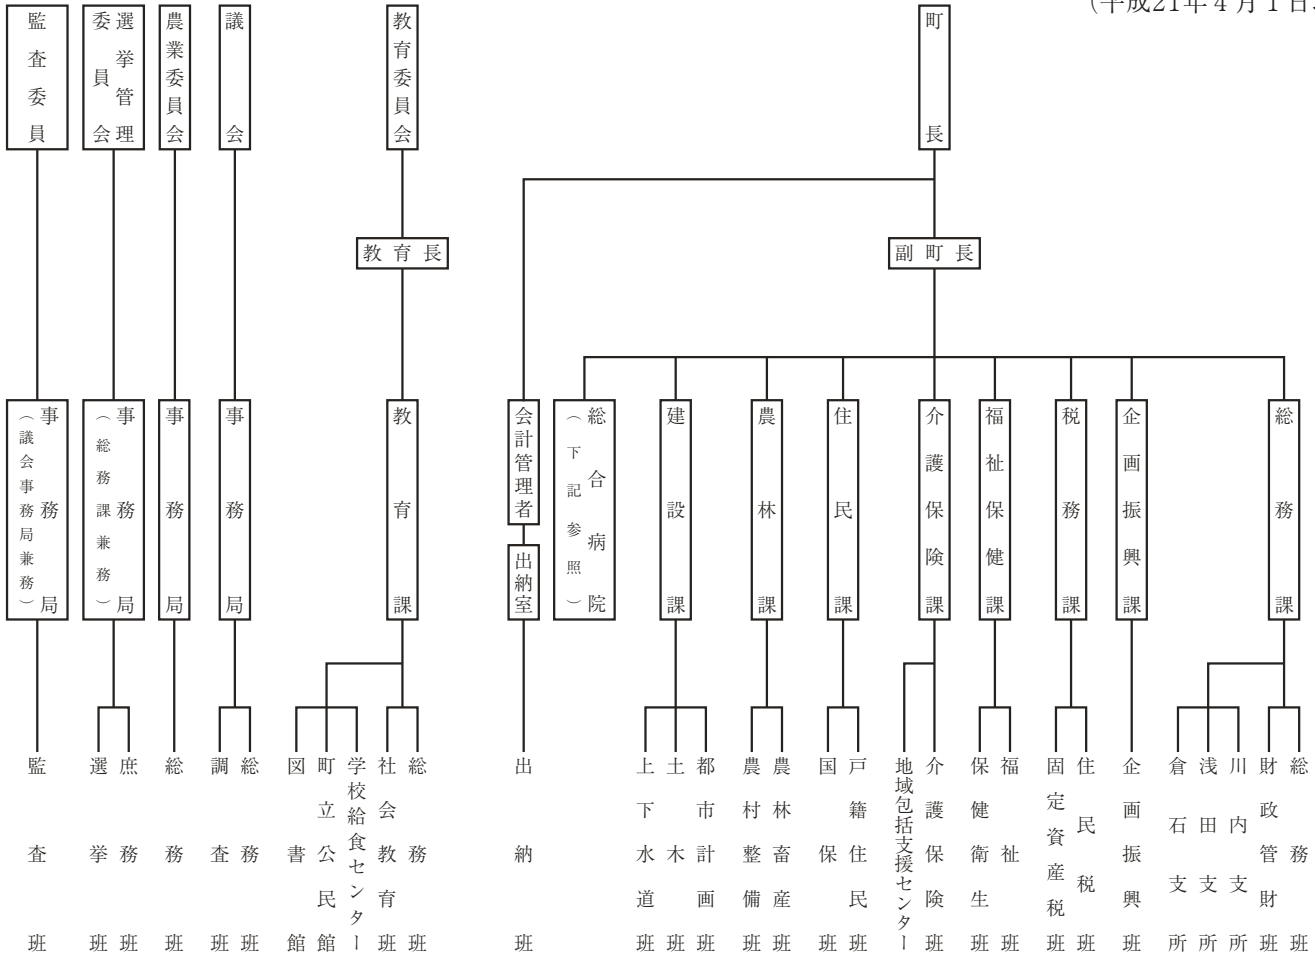 (平成21年4月1日
町長
教育委員会
議会
農業委員会
選挙管理委員会
監査委員
副町長
教育長
総務課
企画振興課
税務課
福祉保健課
介護保険課
住民課
農林課
建設課
総合病院
(下記参照)
会計管理者
出納室
教育課
事務局
事務局
事務局
(総務課兼務)
事務局
(議会事務局兼務)
総務班
財政管財班
川内支所
浅田支所
倉石支所
企画振興班
住民税班
固定資産税班
福祉班
保健衛生班
介護保険班
地域包括支援センター
戸籍住民班
国保班
農林畜産班
農村整備班
都市計画班
土木班
上下水道班
出納班
総務班
社会教育班
学校給食センター
町立公民館
図書館
総務班
調査班
総務班
庶務班
選挙班
監査班